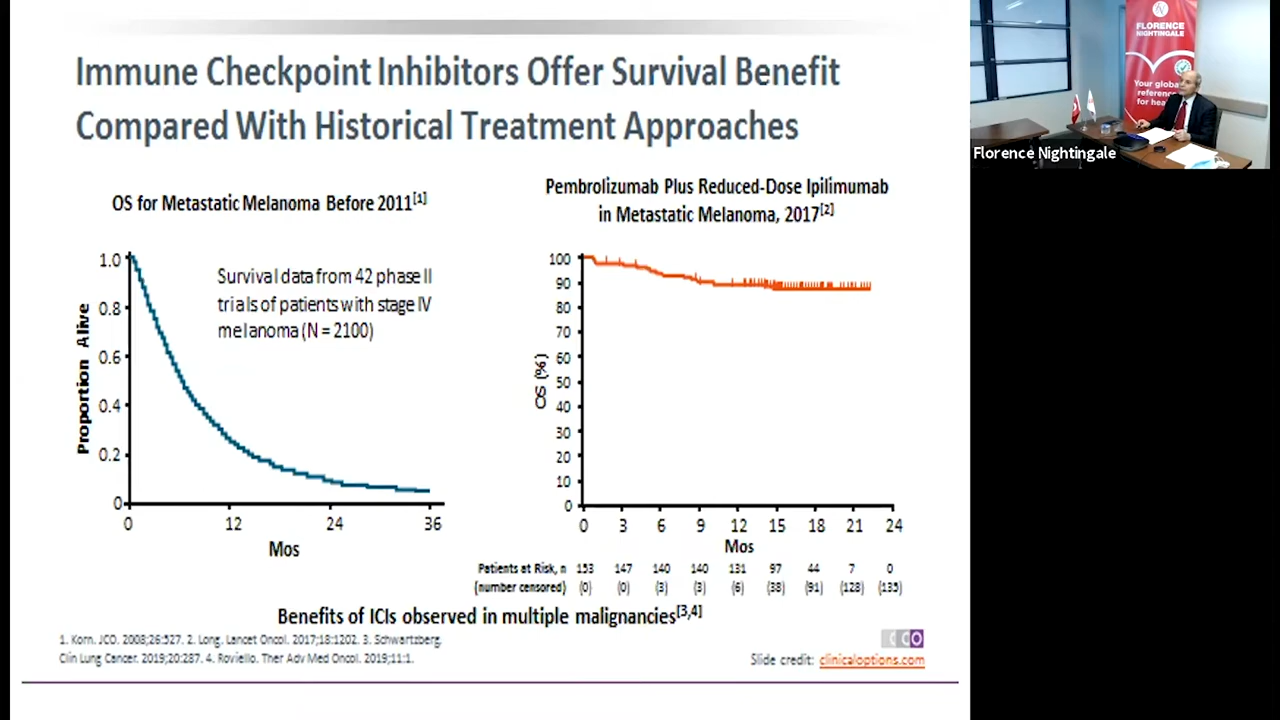 Immune Checkpoint Inhibitors Offer Survival Benefit
Compared With Historical Treatment Approaches
OS for Metastatic Melanoma Before 2011[1]
Survival data from 42 phase II
trials of patients with stage IV
melanoma (N = 2100)
Proportion Alive
1.0
0.8
0.6
0.4
0.2
0
0 12 24 36
Mos
Pembrolizumab Plus Reduced-Dose Ipilimumab
in Metastatic Melanoma, 2017[2]
OS (%)
100
90
80
70
60
50
40
30
20
10
0
0 3 6 9 12 15 18 21 24
Mos
Patients at Risk, n 153 147 140 140 131 97 44 7 0
(number censored) (0) (0) (3) (3) (6) (38) (91) (128) (135)
Benefits of ICIs observed in multiple malignancies[3,4]
1. Korn. JCO. 2008;26:527. 2. Long. Lancet Oncol. 2017;18:1202. 3. Schwartzberg.
Clin Lung Cancer. 2019;20:287. 4. Roviello. Ther Adv Med Oncol. 2019;11:1.
CCO
Slide credit: clinicaloptions.com
FLORENCE
NIGHTINGALE
Your global
reference
for
Florence Nightingale